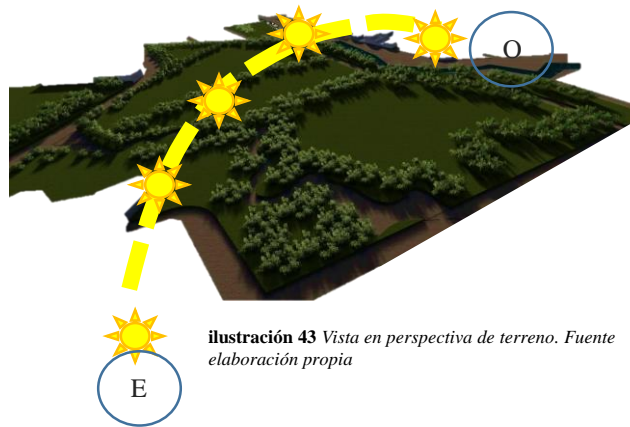 O
ilustración 43 Vista en perspectiva de terreno. Fuente
elaboración propia
E